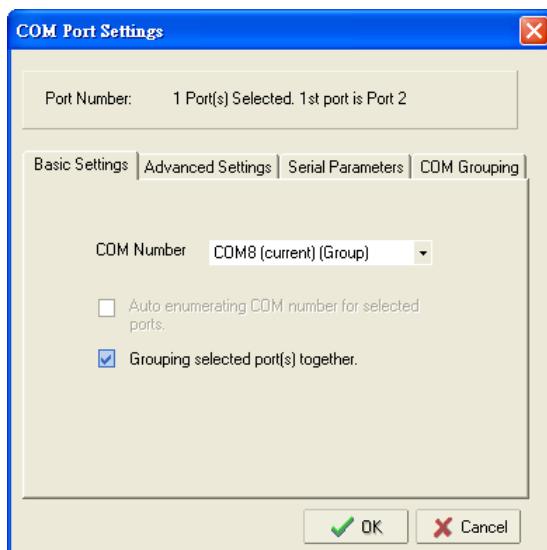 COM Port Settings
Port Number: 1 Port(s) Selected. 1st port is Port 2
Basic Settings Advanced Settings Serial Parameters COM Grouping
COM Number COM8 (current) (Group)
Auto enumerating COM number for selected
ports.
Grouping selected port(s) together.
OK Cancel